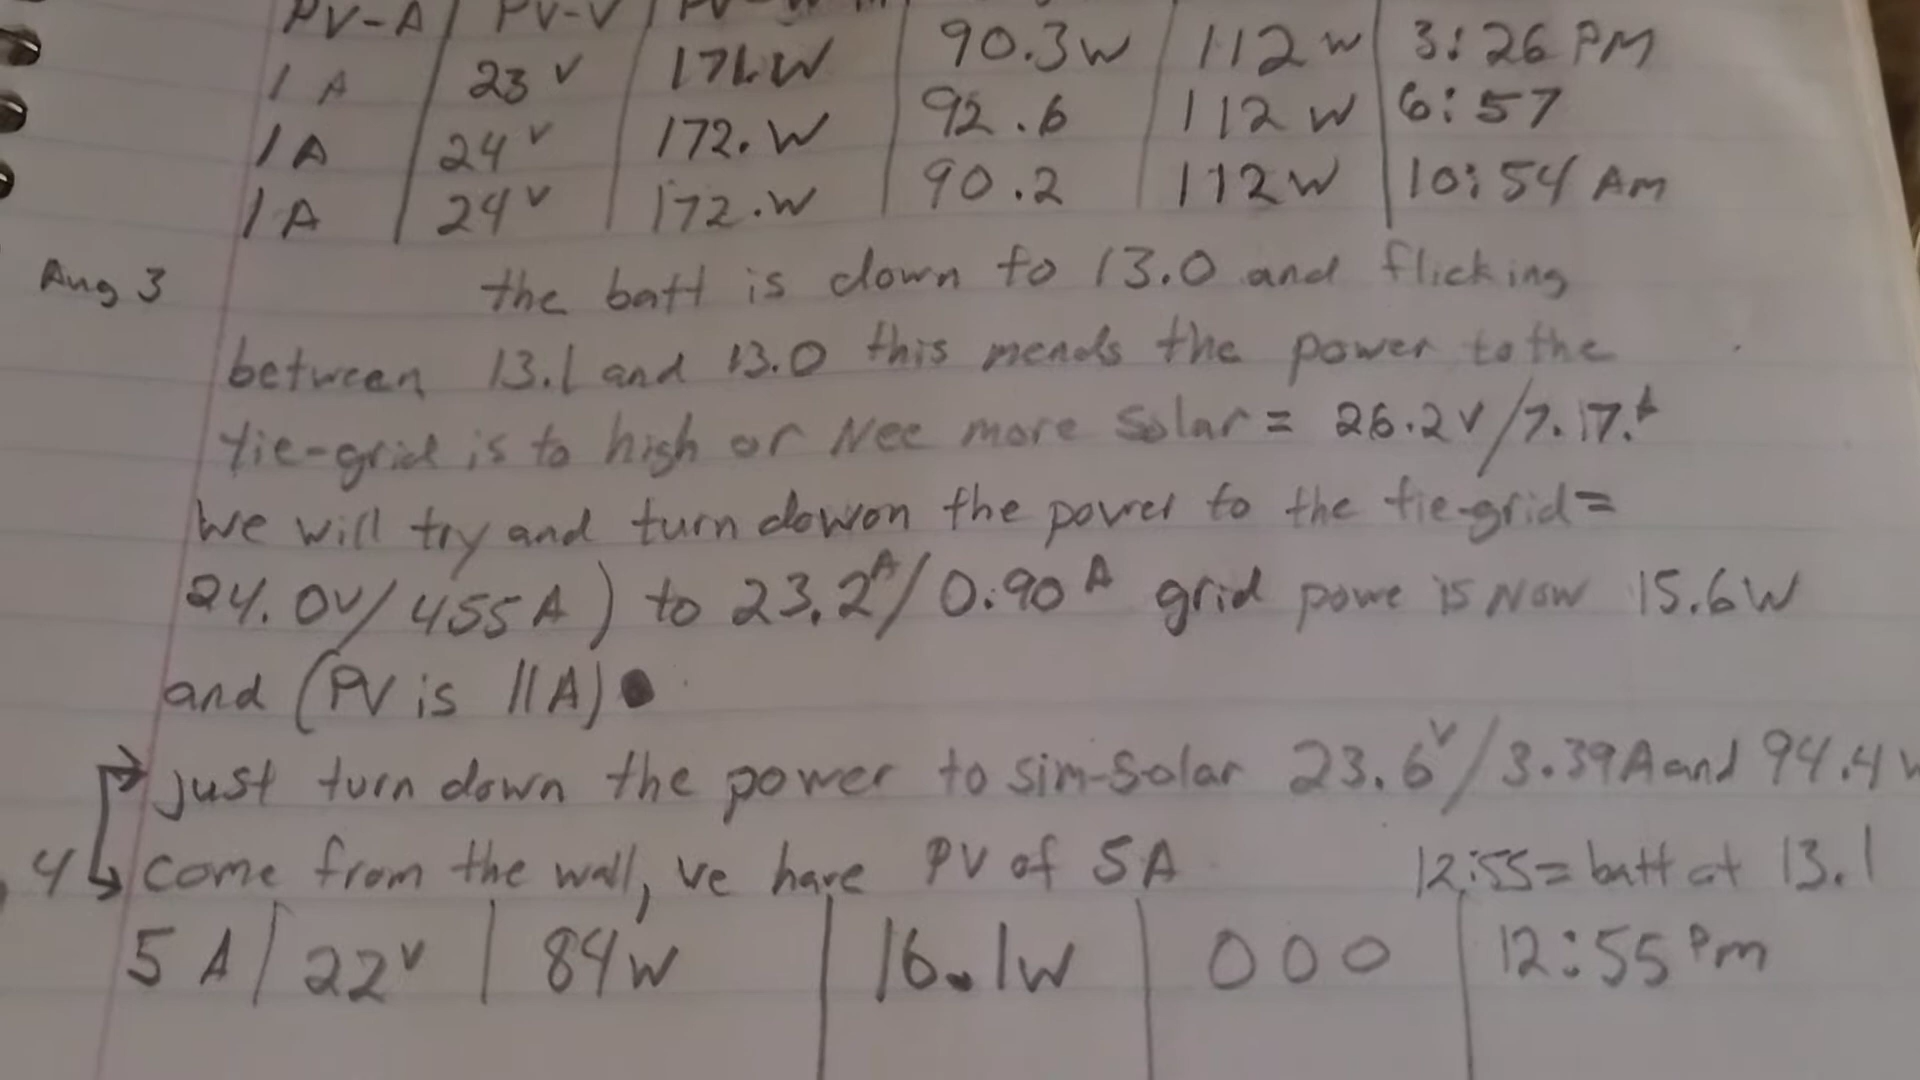 PV-A | PV-V | PV-W
1 A | 23 V | 171.W | 90.3W | 112 W | 3:26 PM
1 A | 24 V | 172.W | 92.6 | 112 W | 6:57
1 A | 24 V | 172.W | 90.2 | 112W | 10:54 AM
Aug 3 the batt is down to 13.0 and flicking
between 13.1 and 13.0 this meads the power to the
tie-grid is to high or Nee more Solar = 26.2V/7.17.A
We will try and turn dowon the power to the tie-grid=
24.0V/455A) to 23.2A/0.90A grid powe is Now 15.6W
and (PV is 11A)
just turn down the power to sim-Solar 23.6V/3.39A and 94.4 W
4 come from the wall, ve have PV of 5A 12:55=batt at 13.1
5 A | 22V | 84W | 16.1W | 000 | 12:55 Pm